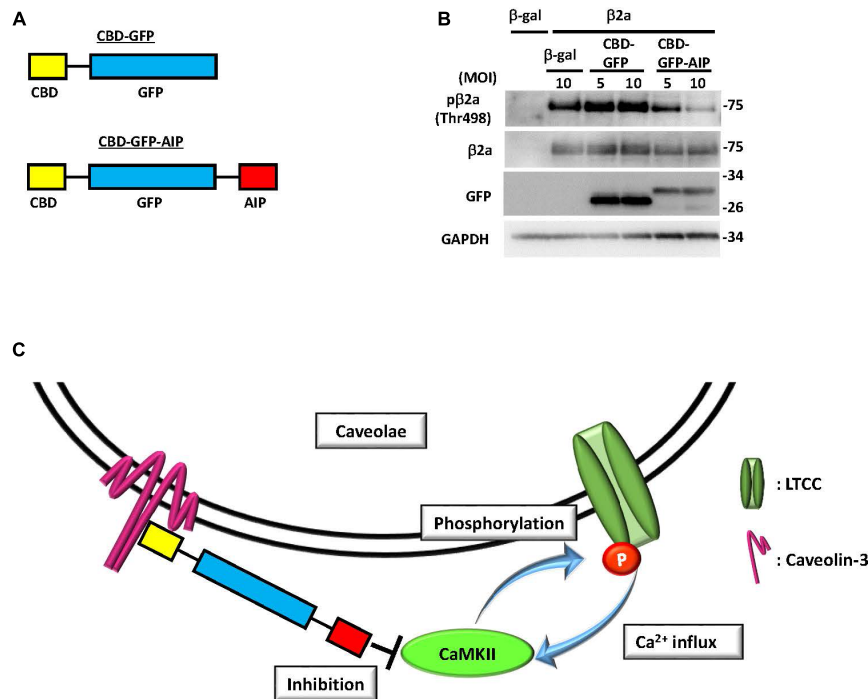 A
CBD-GFP
CBD
GFP
CBD-GFP-AIP
CBD
GFP
AIP
B
β-gal
β2a
β-gal
CBD-
GFP
CBD-
GFP-AIP
(MOI)
10
5
10
5
10
pβ2a
(Thr498)
-75
β2a
-75
-34
GFP
-26
GAPDH
-34
C
Caveolae
: LTCC
Phosphorylation
P
: Caveolin-3
CaMKII
Ca²⁺ influx
Inhibition